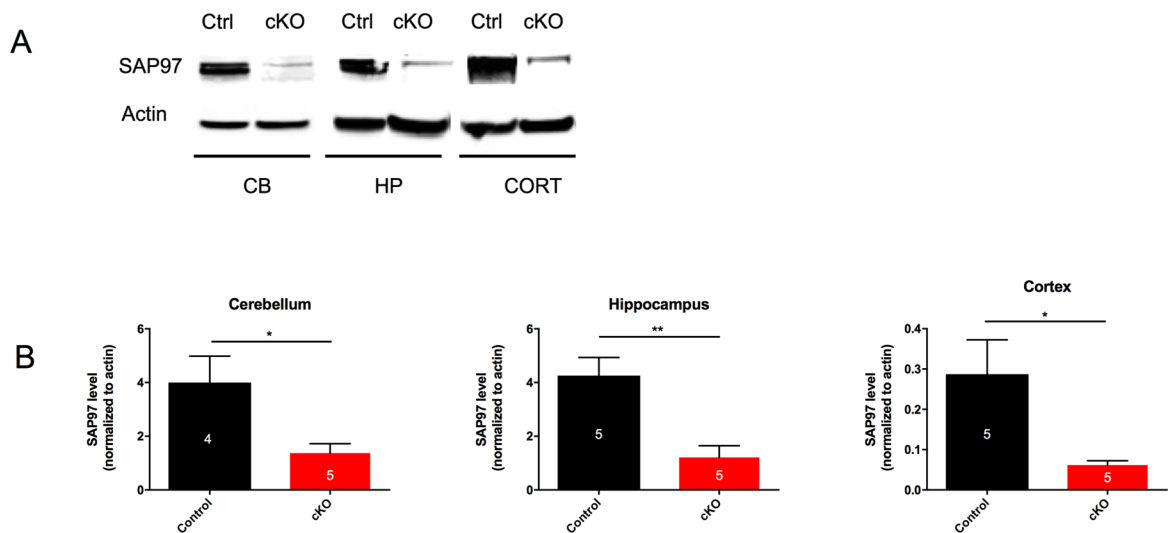 A
Ctrl cKO Ctrl cKO Ctrl cKO
SAP97
Actin
CB HP CORT
B
Cerebellum
SAP97 level
(normalized to actin)
6
4
2
0
*
4
5
Control
cKO
Hippocampus
SAP97 level
(normalized to actin)
6
4
2
0
**
5
5
Control
cKO
Cortex
SAP97 level
(normalized to actin)
0.4
0.3
0.2
0.1
0.0
*
5
5
Control
cKO